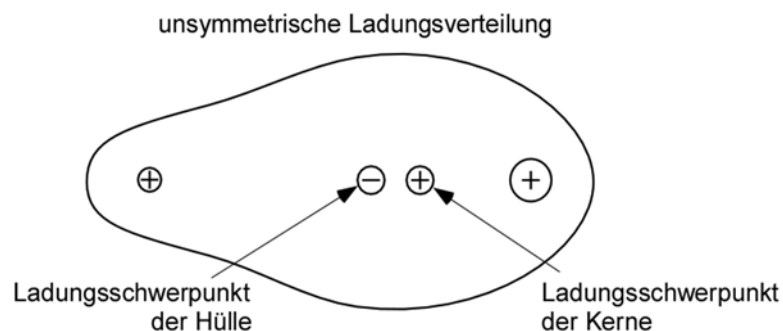 unsymmetrische Ladungsverteilung
+
−
+
+
Ladungsschwerpunkt
der Hülle
Ladungsschwerpunkt
der Kerne